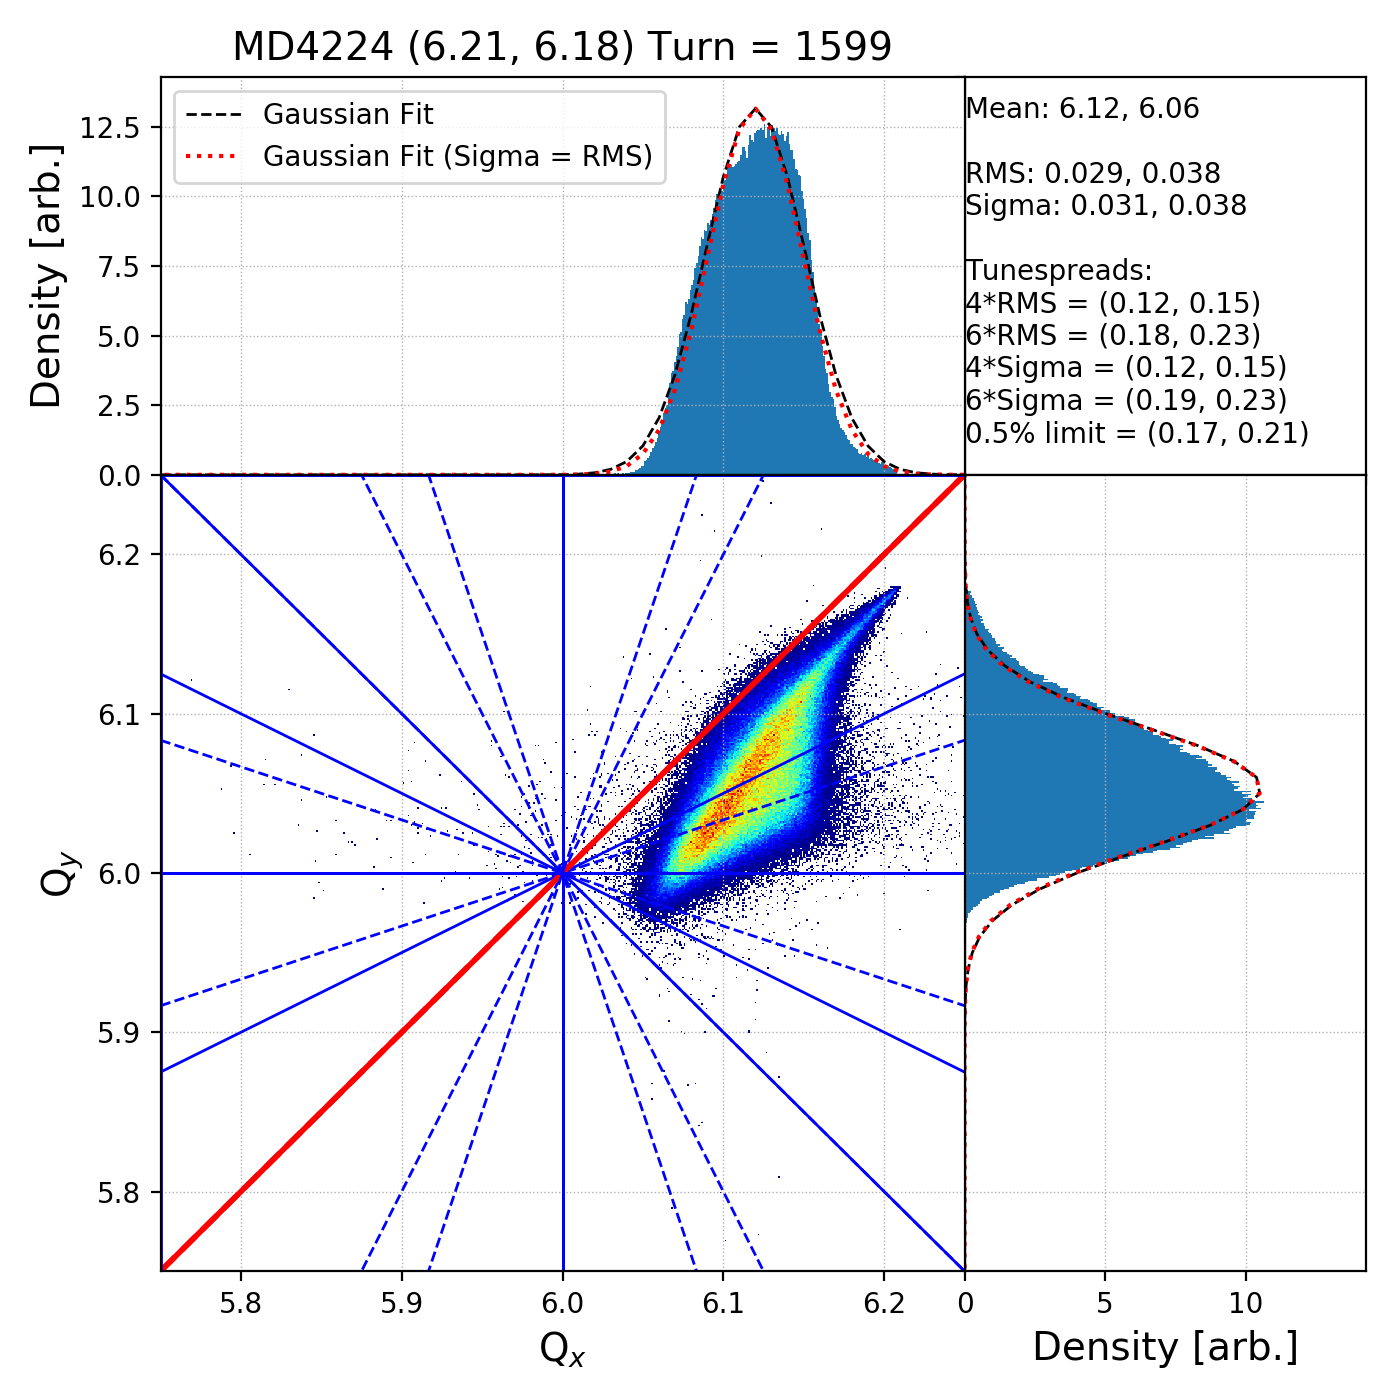 MD4224 (6.21, 6.18) Turn = 1599
Gaussian Fit
Gaussian Fit (Sigma = RMS)
Density [arb.]
12.5
10.0
7.5
5.0
2.5
0.0
Mean: 6.12, 6.06
RMS: 0.029, 0.038
Sigma: 0.031, 0.038
Tunespreads:
4*RMS = (0.12, 0.15)
6*RMS = (0.18, 0.23)
4*Sigma = (0.12, 0.15)
6*Sigma = (0.19, 0.23)
0.5% limit = (0.17, 0.21)
Qy
6.2
6.1
6.0
5.9
5.8
5.8 5.9 6.0 6.1 6.2
Qx
0 5 10
Density [arb.]